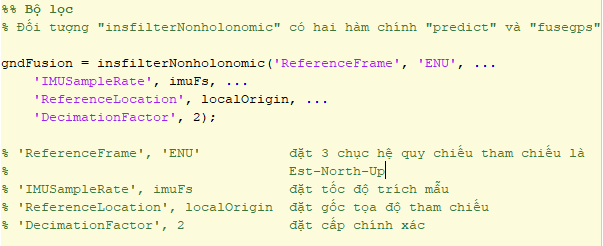 %% Bộ lọc
% Đối tượng "insfilterNonholonomic" có hai hàm chính "predict" và "fusegps"
gndFusion = insfilterNonholonomic('ReferenceFrame', 'ENU', ...
'IMUSampleRate', imuFs, ...
'ReferenceLocation', localOrigin, ...
'DecimationFactor', 2);
% 'ReferenceFrame', 'ENU' đặt 3 chục hệ quy chiếu tham chiếu là
% Est-North-Up
% 'IMUSampleRate', imuFs đặt tốc độ trích mẫu
% 'ReferenceLocation', localOrigin đặt gốc tọa độ tham chiếu
% 'DecimationFactor', 2 đặt cấp chính xác